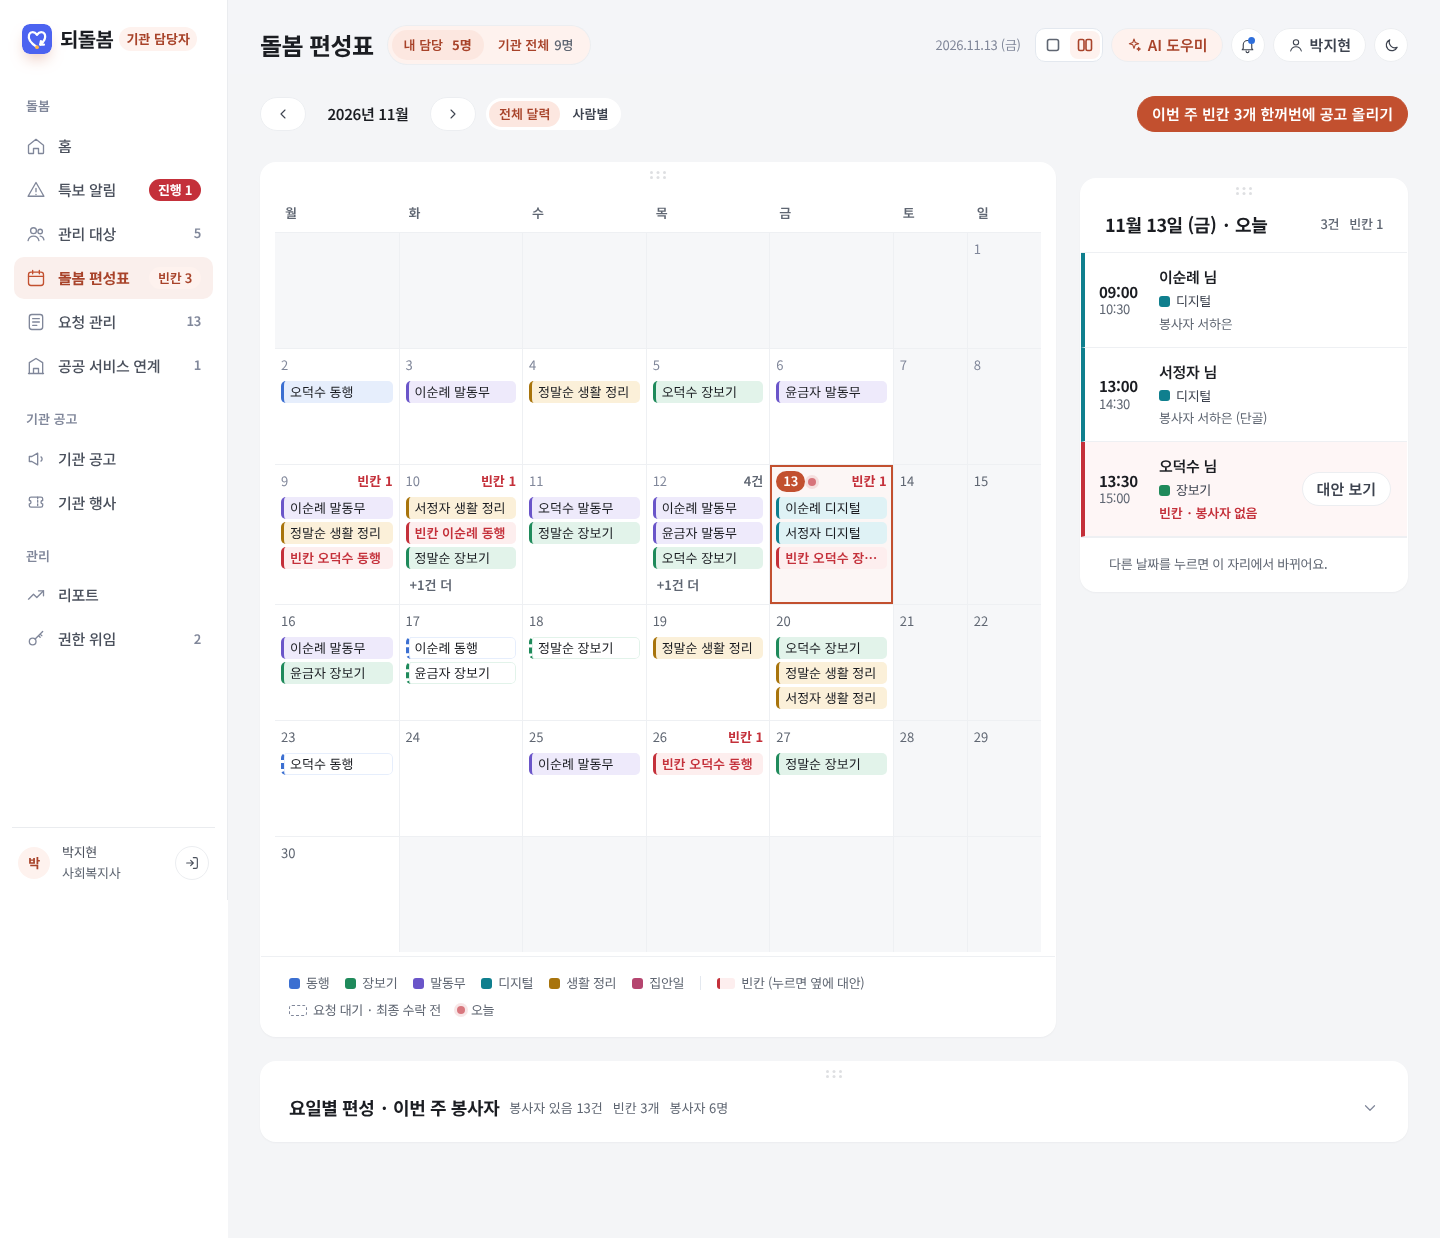 되돌봄 기관 담당자
돌봄
홈
특보 알림 진행 1
관리 대상 5
돌봄 편성표 빈칸 3
요청 관리 13
공공 서비스 연계 1
기관 공고
기관 공고
기관 행사
관리
리포트
권한 위임 2
박 박지현
사회복지사
돌봄 편성표 내 담당 5명 기관 전체 9명
2026.11.13 (금) AI 도우미 박지현
2026년 11월 전체 달력 사람별
이번 주 빈칸 3개 한꺼번에 공고 올리기
월 화 수 목 금 토 일
1
2 3 4 5 6 7 8
오덕수 동행 이순례 말동무 정말순 생활 정리 오덕수 장보기 윤금자 말동무
9 빈칸 1 10 빈칸 1 11 12 4건 13 빈칸 1 14 15
이순례 말동무 서정자 생활 정리 오덕수 말동무 이순례 말동무 이순례 디지털
정말순 생활 정리 빈칸 이순례 동행 정말순 장보기 윤금자 말동무 서정자 디지털
빈칸 오덕수 동행 정말순 장보기 오덕수 장보기 빈칸 오덕수 장…
+1건 더 +1건 더
16 17 18 19 20 21 22
이순례 말동무 이순례 동행 정말순 장보기 정말순 생활 정리 오덕수 장보기
윤금자 장보기 윤금자 장보기 정말순 생활 정리
서정자 생활 정리
23 24 25 26 빈칸 1 27 28 29
오덕수 동행 이순례 말동무 빈칸 오덕수 동행 정말순 장보기
30
동행 장보기 말동무 디지털 생활 정리 집안일 빈칸 (누르면 옆에 대안)
요청 대기 · 최종 수락 전 오늘
11월 13일 (금) · 오늘 3건 빈칸 1
09:00
10:30
이순례 님
디지털
봉사자 서하은
13:00
14:30
서정자 님
디지털
봉사자 서하은 (단골)
13:30
15:00
오덕수 님
장보기
빈칸 · 봉사자 없음
대안 보기
다른 날짜를 누르면 이 자리에서 바뀌어요.
요일별 편성 · 이번 주 봉사자 봉사자 있음 13건 빈칸 3개 봉사자 6명